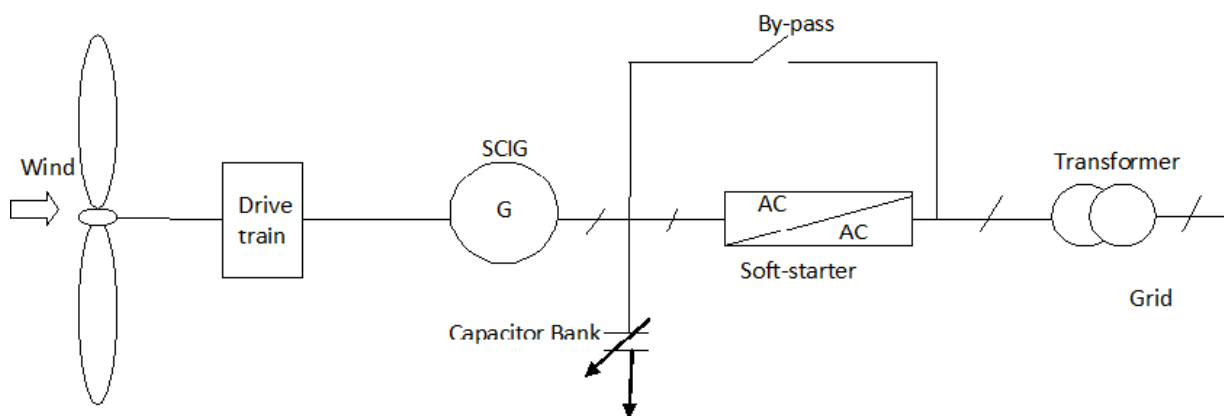 By-pass
Wind
Drive
train
SCIG
G
AC
AC
Soft-starter
Transformer
Grid
Capacitor Bank